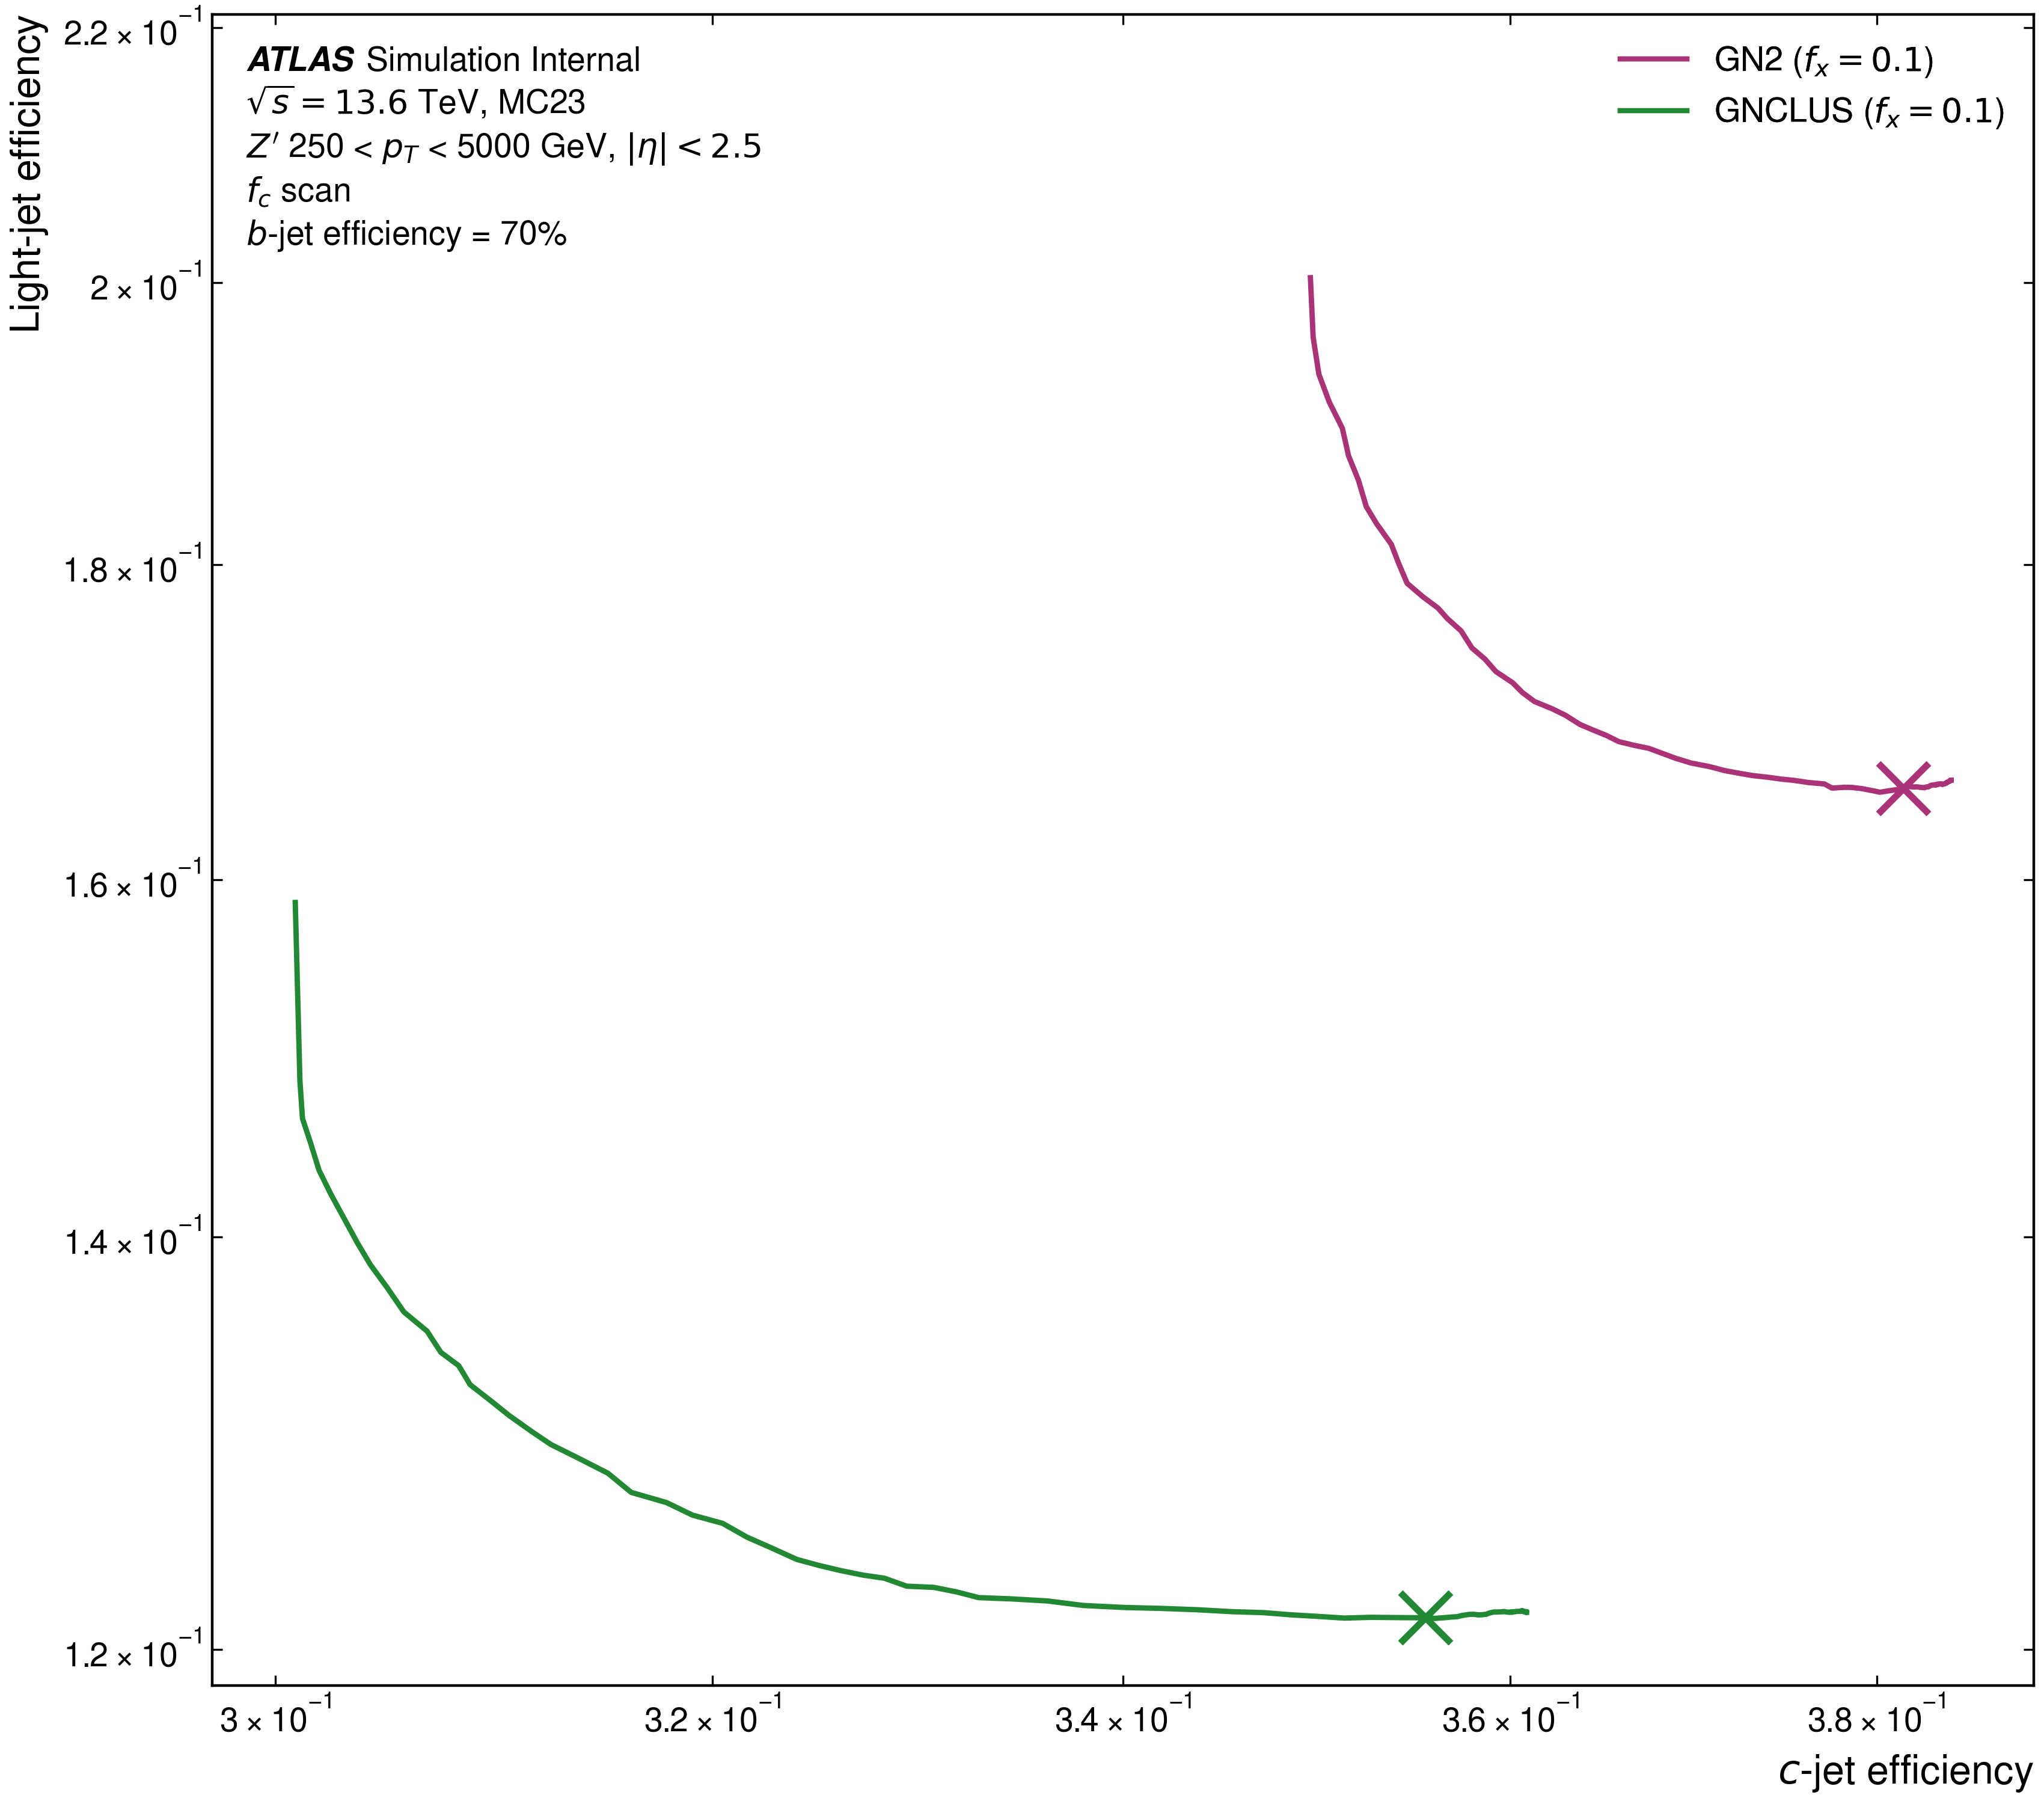 Light-jet efficiency
2.2 × 10⁻¹
2 × 10⁻¹
1.8 × 10⁻¹
1.6 × 10⁻¹
1.4 × 10⁻¹
1.2 × 10⁻¹
ATLAS Simulation Internal
√s = 13.6 TeV, MC23
Z′ 250 < p_T < 5000 GeV, |η| < 2.5
f_c scan
b-jet efficiency = 70%
GN2 (f_x = 0.1)
GNCLUS (f_x = 0.1)
3 × 10⁻¹ 3.2 × 10⁻¹ 3.4 × 10⁻¹ 3.6 × 10⁻¹ 3.8 × 10⁻¹
c-jet efficiency